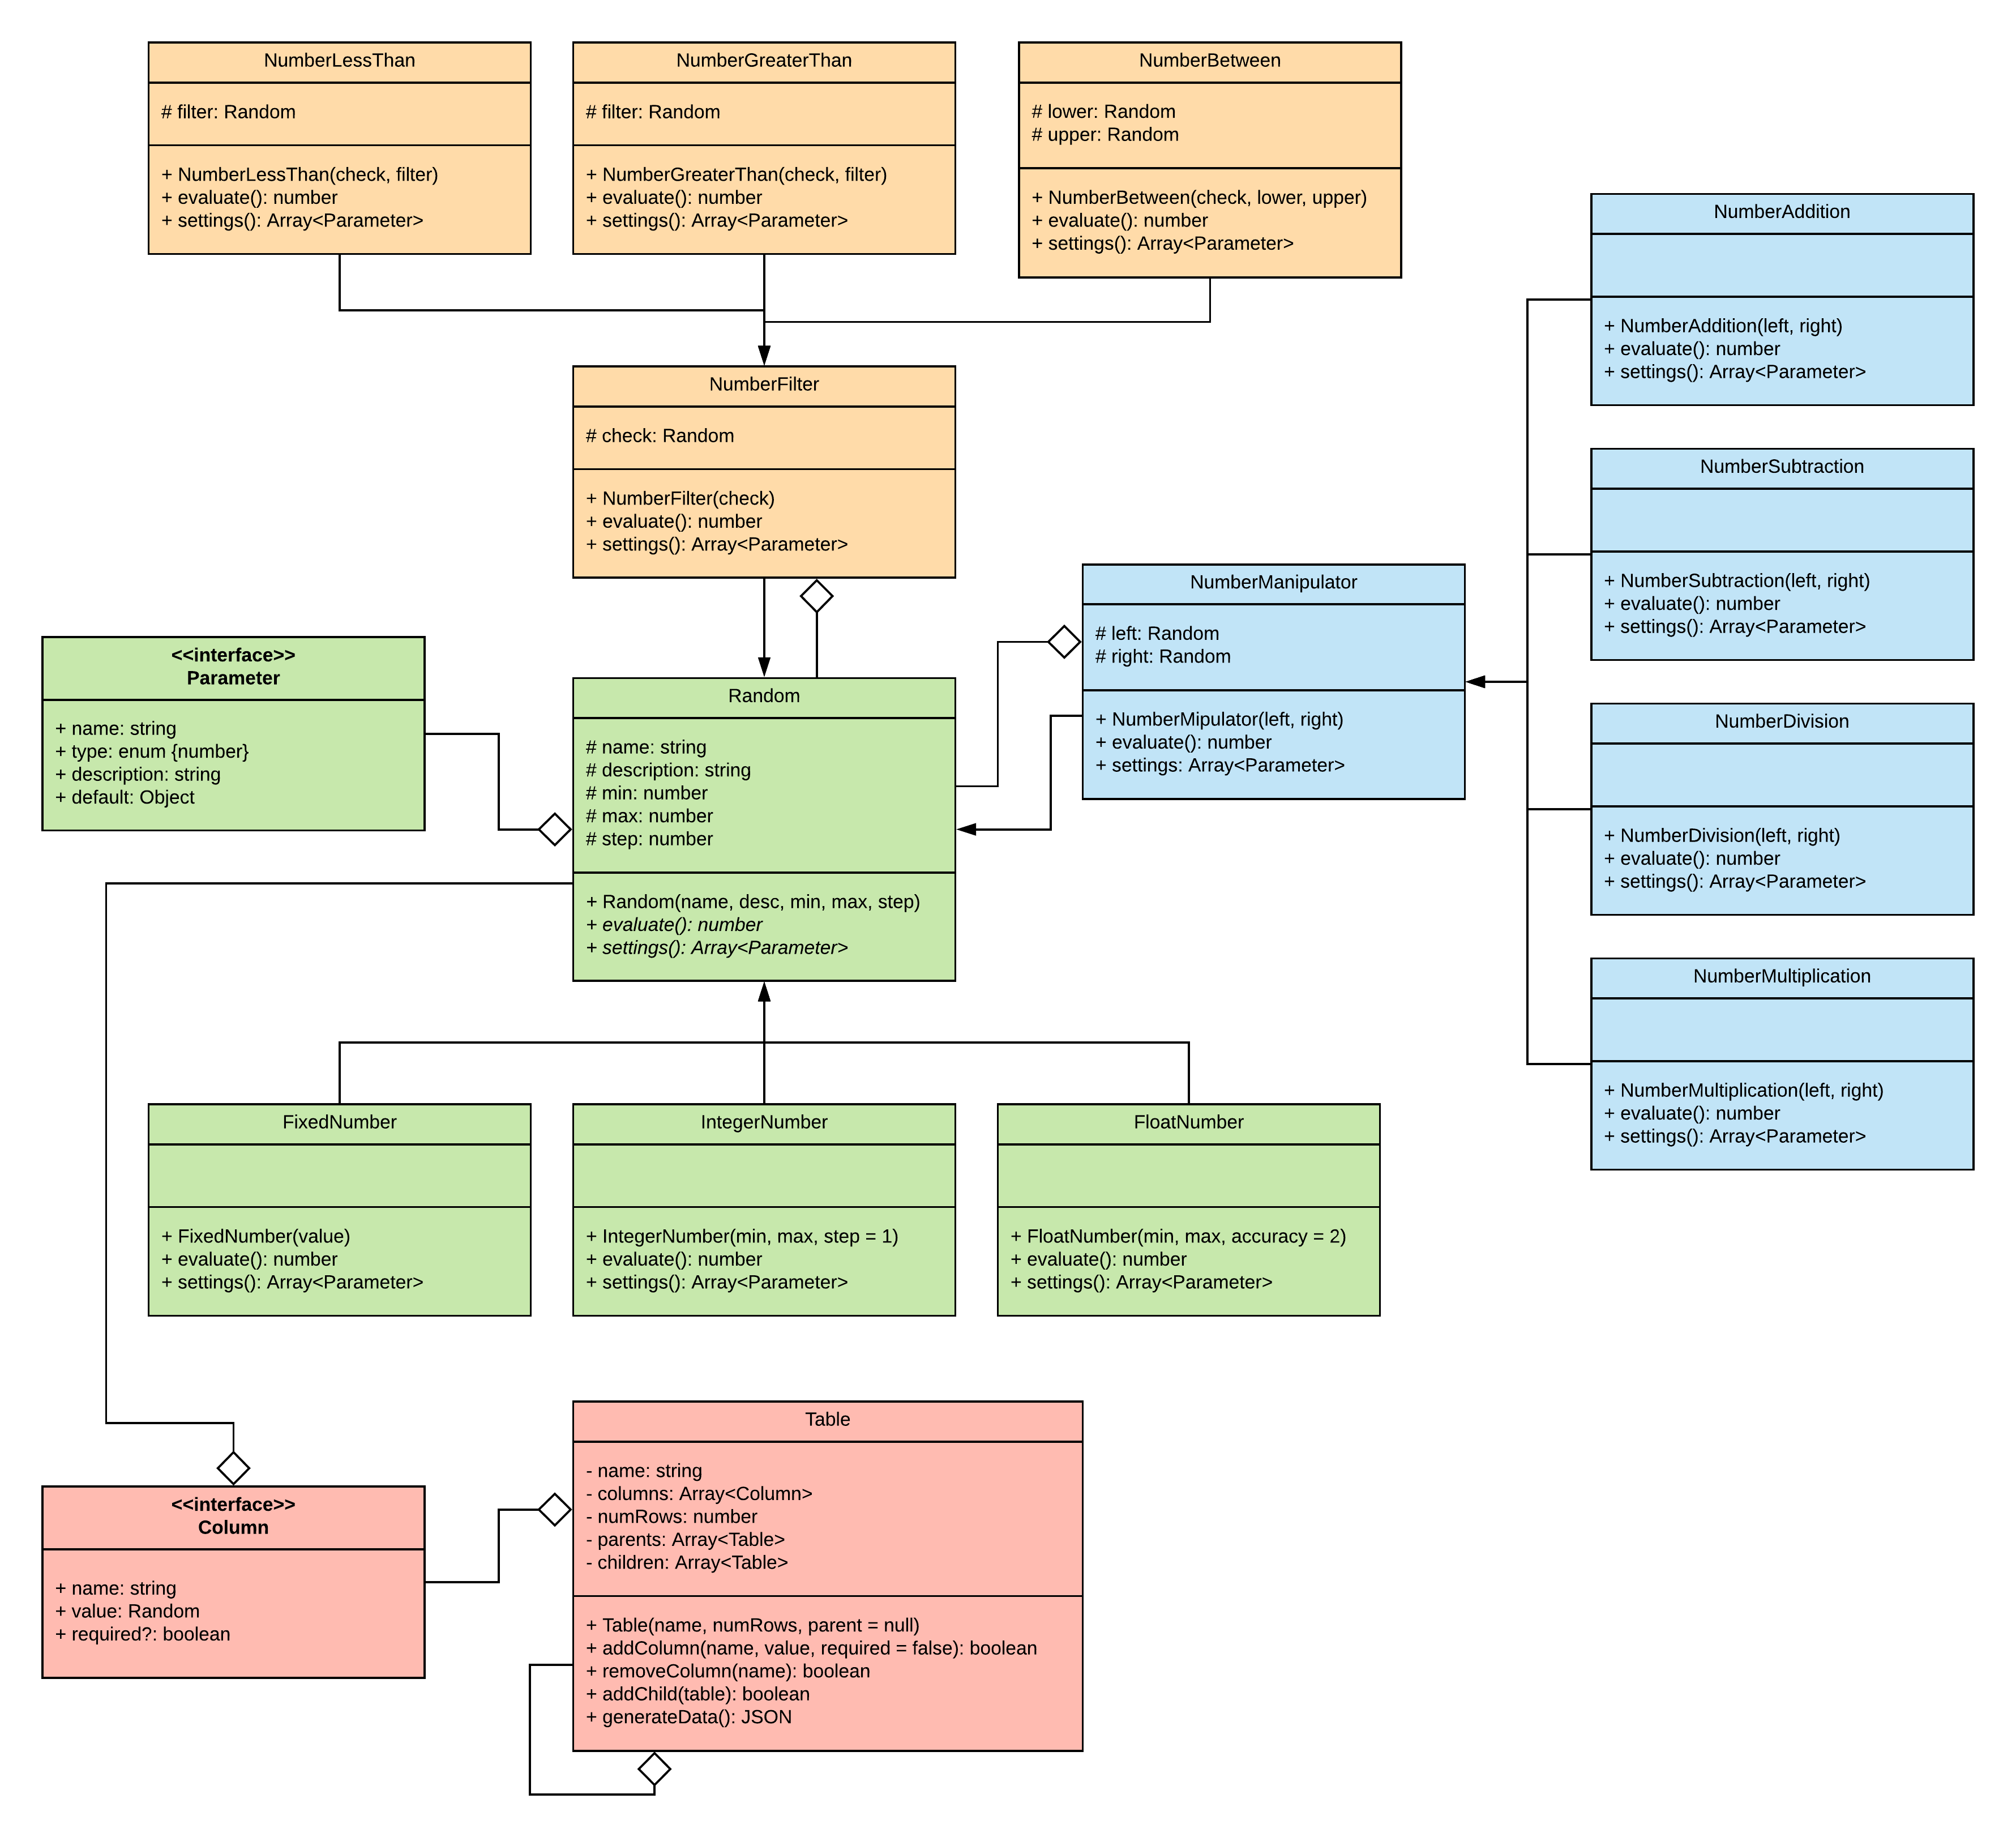 NumberLessThan
# filter: Random
+ NumberLessThan(check, filter)
+ evaluate(): number
+ settings(): Array<Parameter>
NumberGreaterThan
# filter: Random
+ NumberGreaterThan(check, filter)
+ evaluate(): number
+ settings(): Array<Parameter>
NumberBetween
# lower: Random
# upper: Random
+ NumberBetween(check, lower, upper)
+ evaluate(): number
+ settings(): Array<Parameter>
NumberAddition
+ NumberAddition(left, right)
+ evaluate(): number
+ settings(): Array<Parameter>
NumberFilter
# check: Random
+ NumberFilter(check)
+ evaluate(): number
+ settings(): Array<Parameter>
NumberSubtraction
+ NumberSubtraction(left, right)
+ evaluate(): number
+ settings(): Array<Parameter>
NumberManipulator
# left: Random
# right: Random
+ NumberMipulator(left, right)
+ evaluate(): number
+ settings: Array<Parameter>
<<interface>>
Parameter
+ name: string
+ type: enum {number}
+ description: string
+ default: Object
Random
# name: string
# description: string
# min: number
# max: number
# step: number
+ Random(name, desc, min, max, step)
+ evaluate(): number
+ settings(): Array<Parameter>
NumberDivision
+ NumberDivision(left, right)
+ evaluate(): number
+ settings(): Array<Parameter>
NumberMultiplication
+ NumberMultiplication(left, right)
+ evaluate(): number
+ settings(): Array<Parameter>
FixedNumber
+ FixedNumber(value)
+ evaluate(): number
+ settings(): Array<Parameter>
IntegerNumber
+ IntegerNumber(min, max, step = 1)
+ evaluate(): number
+ settings(): Array<Parameter>
FloatNumber
+ FloatNumber(min, max, accuracy = 2)
+ evaluate(): number
+ settings(): Array<Parameter>
<<interface>>
Column
+ name: string
+ value: Random
+ required?: boolean
Table
- name: string
- columns: Array<Column>
- numRows: number
- parents: Array<Table>
- children: Array<Table>
+ Table(name, numRows, parent = null)
+ addColumn(name, value, required = false): boolean
+ removeColumn(name): boolean
+ addChild(table): boolean
+ generateData(): JSON